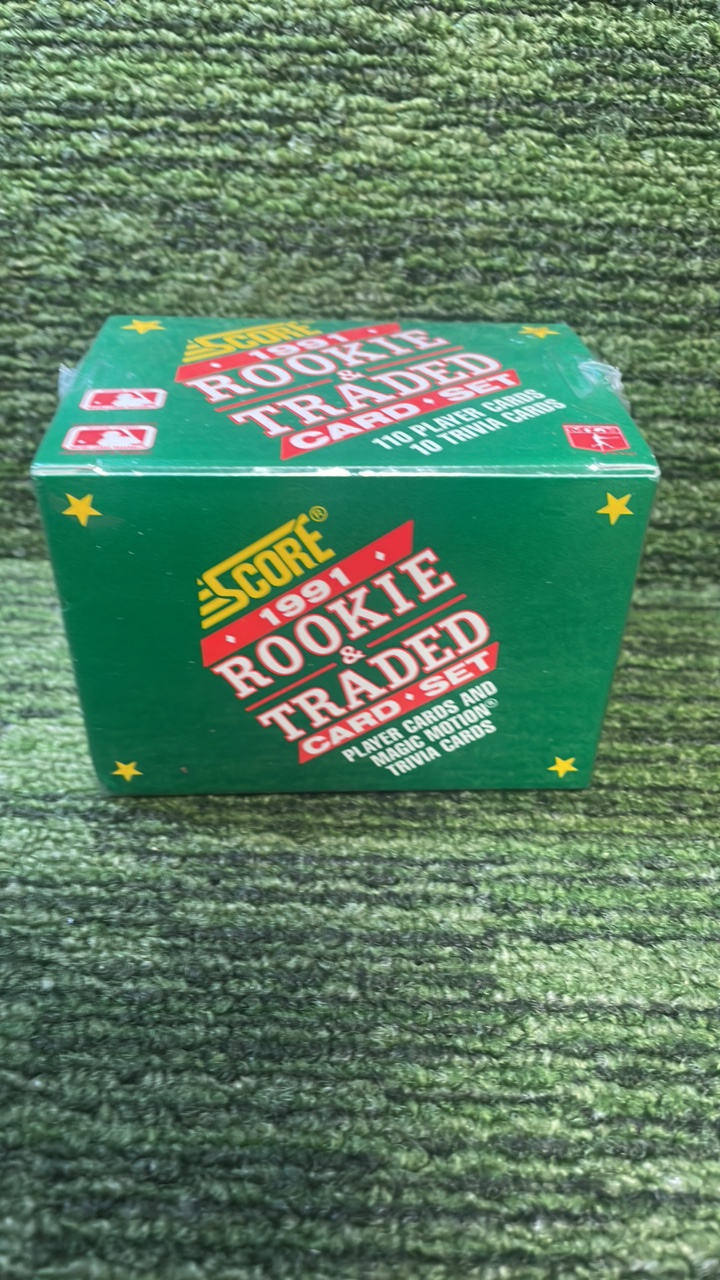 SCORE
1991
ROOKIE
&
TRADED
CARD • SET
110 PLAYER CARDS
10 TRIVIA CARDS
SCORE®
1991
ROOKIE
&
TRADED
CARD • SET
PLAYER CARDS AND
MAGIC MOTION®
TRIVIA CARDS